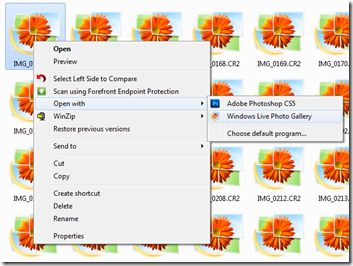 IMG_0
0168.CR2
IMG_0169.CR2
IMG_0170.
Open
Preview
Select Left Side to Compare
Scan using Forefront Endpoint Protection
Open with
WinZip
Restore previous versions
Send to
Cut
Copy
Create shortcut
Delete
Rename
Properties
Adobe Photoshop CS5
Windows Live Photo Gallery
Choose default program...
IMG_0
IMG_0
0208.CR2
IMG_0212.CR2
IMG_0213.